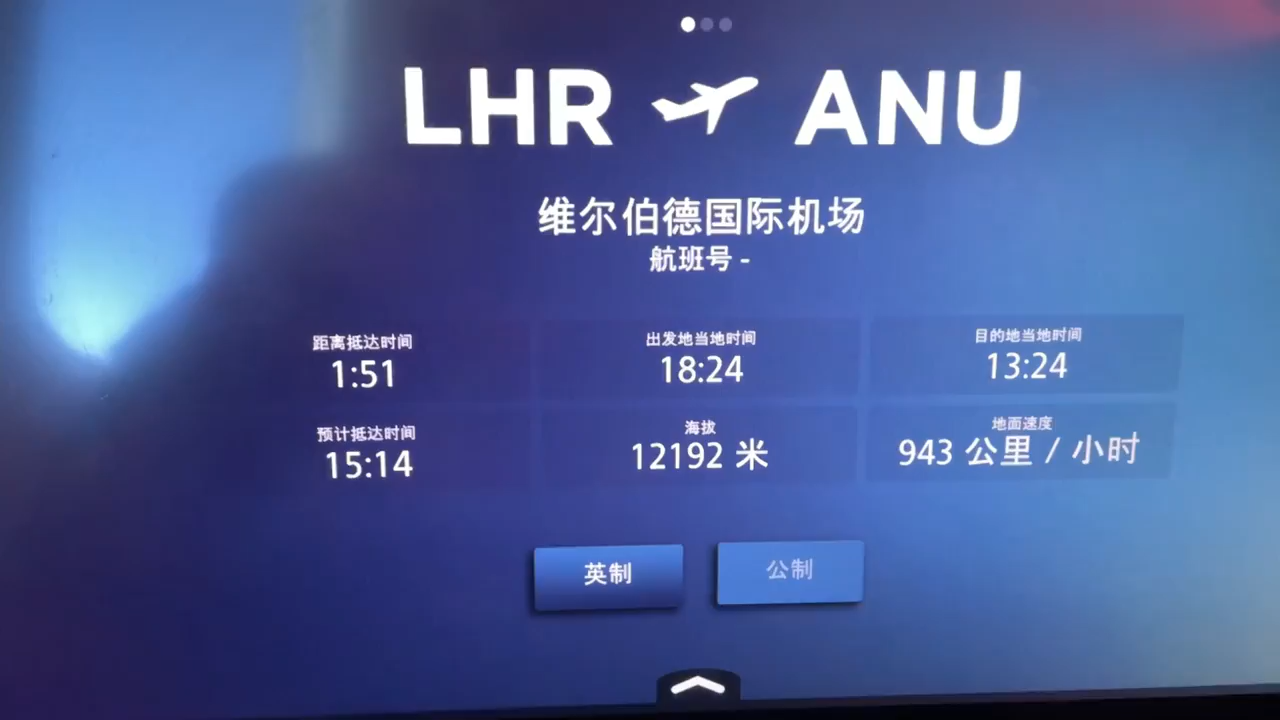 LHR ANU
维尔伯德国际机场
航班号 -
距离抵达时间
1:51
出发地当地时间
18:24
目的地当地时间
13:24
预计抵达时间
15:14
海拔
12192 米
地面速度
943 公里 / 小时
英制
公制